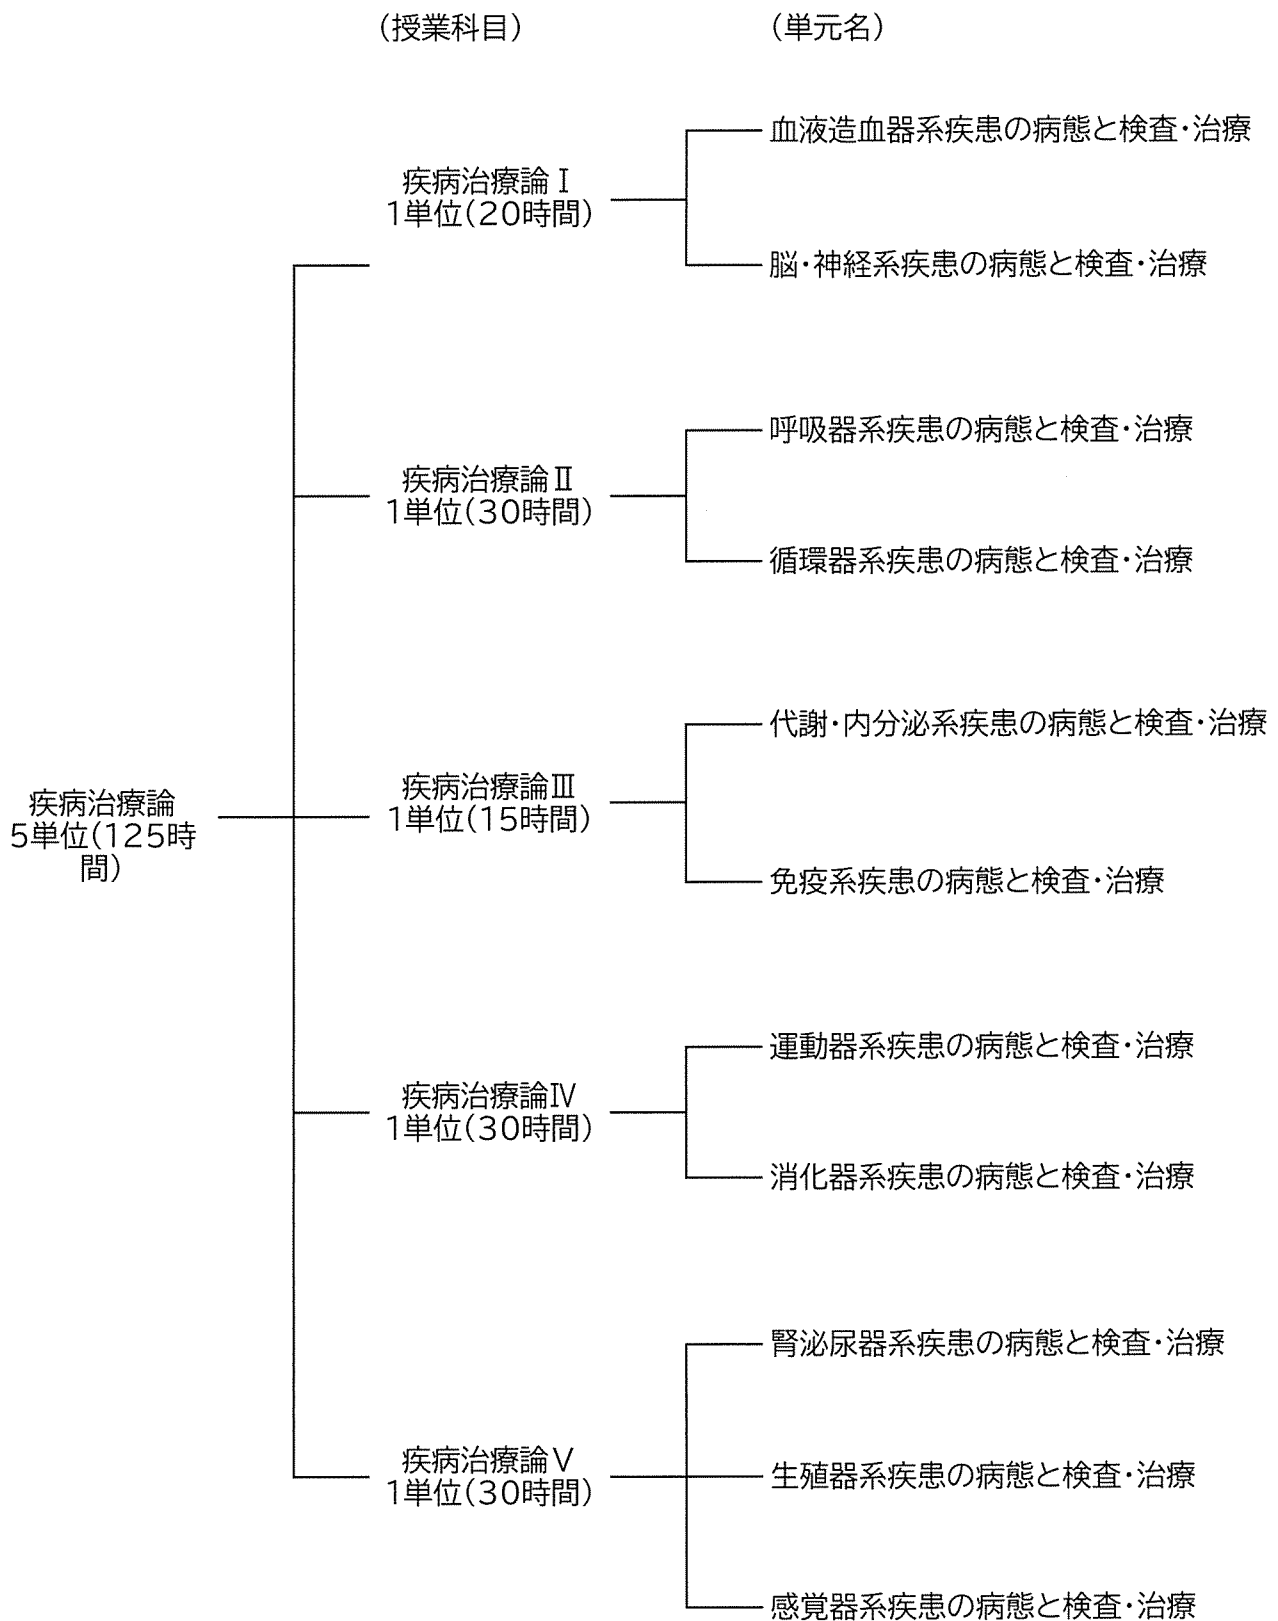 （授業科目）
（単元名）
血液造血器系疾患の病態と検査・治療
疾病治療論Ⅰ
1単位（20時間）
脳・神経系疾患の病態と検査・治療
呼吸器系疾患の病態と検査・治療
疾病治療論Ⅱ
1単位（30時間）
循環器系疾患の病態と検査・治療
代謝・内分泌系疾患の病態と検査・治療
疾病治療論Ⅲ
1単位（15時間）
疾病治療論
5単位（125時
間）
免疫系疾患の病態と検査・治療
運動器系疾患の病態と検査・治療
疾病治療論Ⅳ
1単位（30時間）
消化器系疾患の病態と検査・治療
腎泌尿器系疾患の病態と検査・治療
疾病治療論Ⅴ
1単位（30時間）
生殖器系疾患の病態と検査・治療
感覚器系疾患の病態と検査・治療